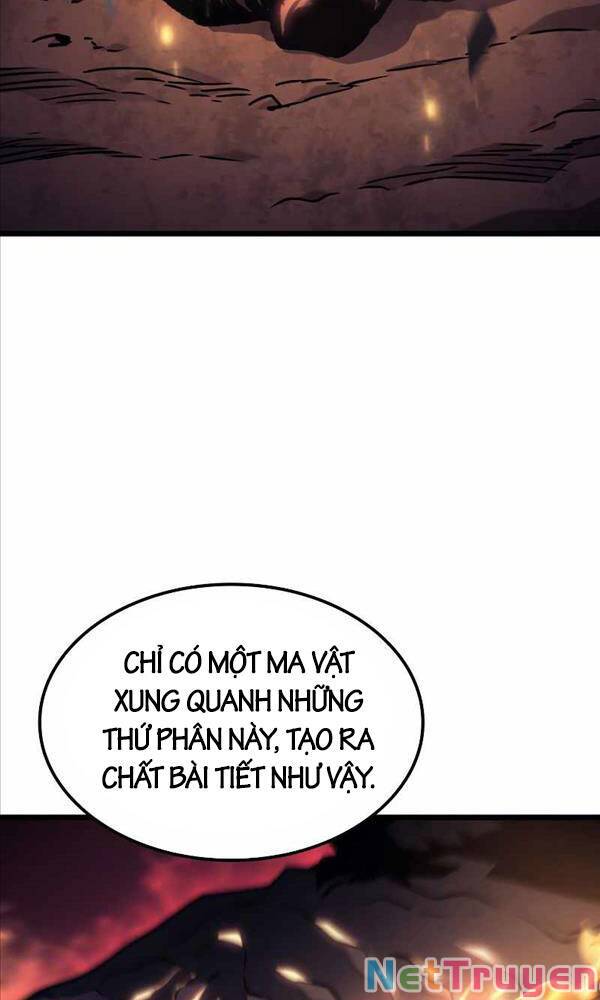 CHỈ CÓ MỘT MA VẬT
XUNG QUANH NHỮNG
THỨ PHÂN NÀY, TẠO RA
CHẤT BÀI TIẾT NHƯ VẬY.
NetTruyen